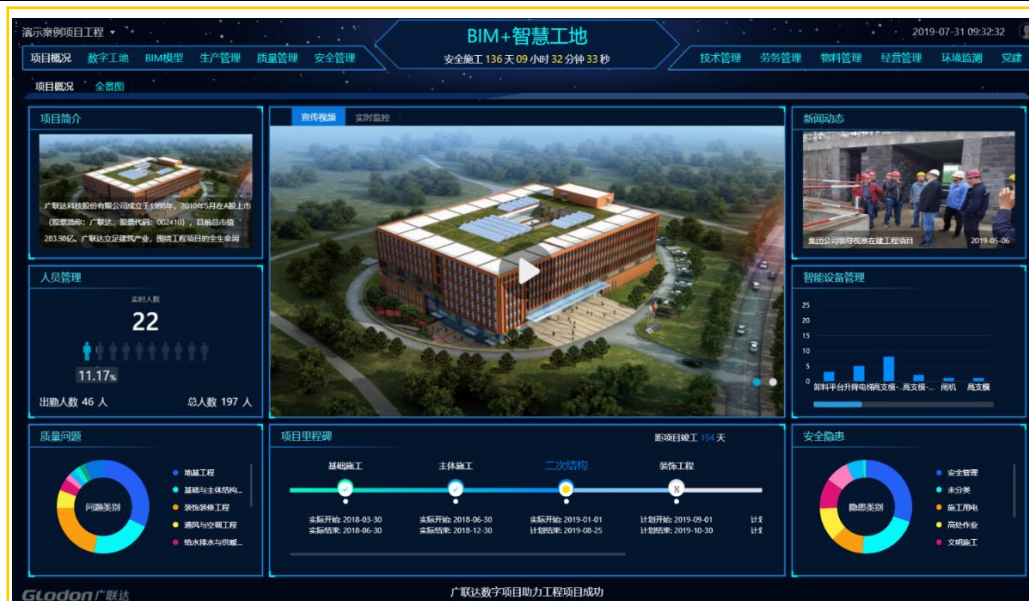 演示案例项目工程
BIM+智慧工地
2019-07-31 09:32:32
项目概况 数字工地 BIM模型 生产管理 质量管理 安全管理
安全施工 136 天 09 小时 32 分钟 33 秒
技术管理 劳务管理 物料管理 经营管理 环境监测 党建
项目概况 全景图
项目简介
广联达科技股份有限公司成立于1998年，2010年5月在A股上市
（股票简称：广联达，股票代码：002410），目前总市值
283.98亿。广联达立足建筑产业，围绕工程项目的全生命周
宣传视频 实时监控
新闻动态
集团公司领导视察在建工程项目 2019-05-06
人员管理
实时人数
22
11.17%
出勤人数 46 人 总人数 197 人
智能设备管理
25
20
15
10
5
0
卸料平台 升降电梯 高支模-... 高支模-... 闸机 高支模
质量问题
问题类别
地基工程
基础与主体结构...
装饰装修工程
通风与空调工程
给水排水与供暖...
项目里程碑
距项目竣工 154 天
基础施工 主体施工 二次结构 装饰工程
实际开始: 2018-03-30 实际开始: 2018-06-30 实际开始: 2019-01-01 计划开始: 2019-09-01
实际结束: 2018-06-30 实际结束: 2018-12-30 计划结束: 2019-08-25 计划结束: 2019-10-30
安全隐患
隐患类别
安全管理
未分类
施工用电
高处作业
文明施工
GLodon广联达
广联达数字项目助力工程项目成功